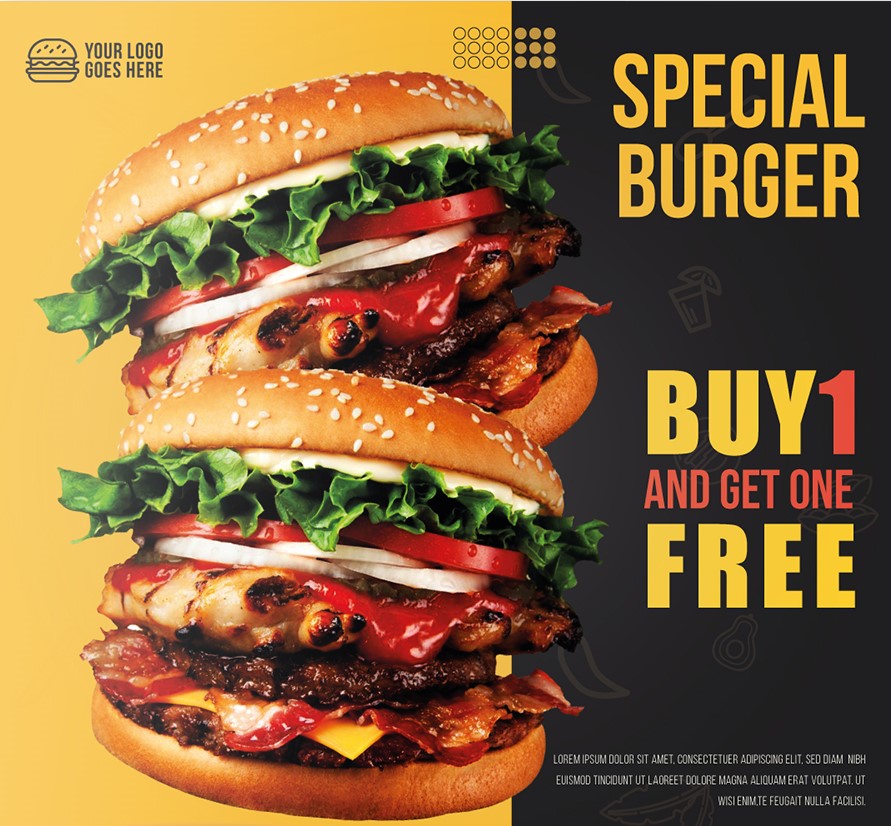 YOUR LOGO
GOES HERE
SPECIAL
BURGER
BUY1
AND GET ONE
FREE
LOREM IPSUM DOLOR SIT AMET, CONSECTETUER ADIPISCING ELIT, SED DIAM NIBH
EUISMOD TINCIDUNT UT LAOREET DOLORE MAGNA ALIQUAM ERAT VOLUTPAT. UT
WISI ENIM,TE FEUGAIT NULLA FACILISI.